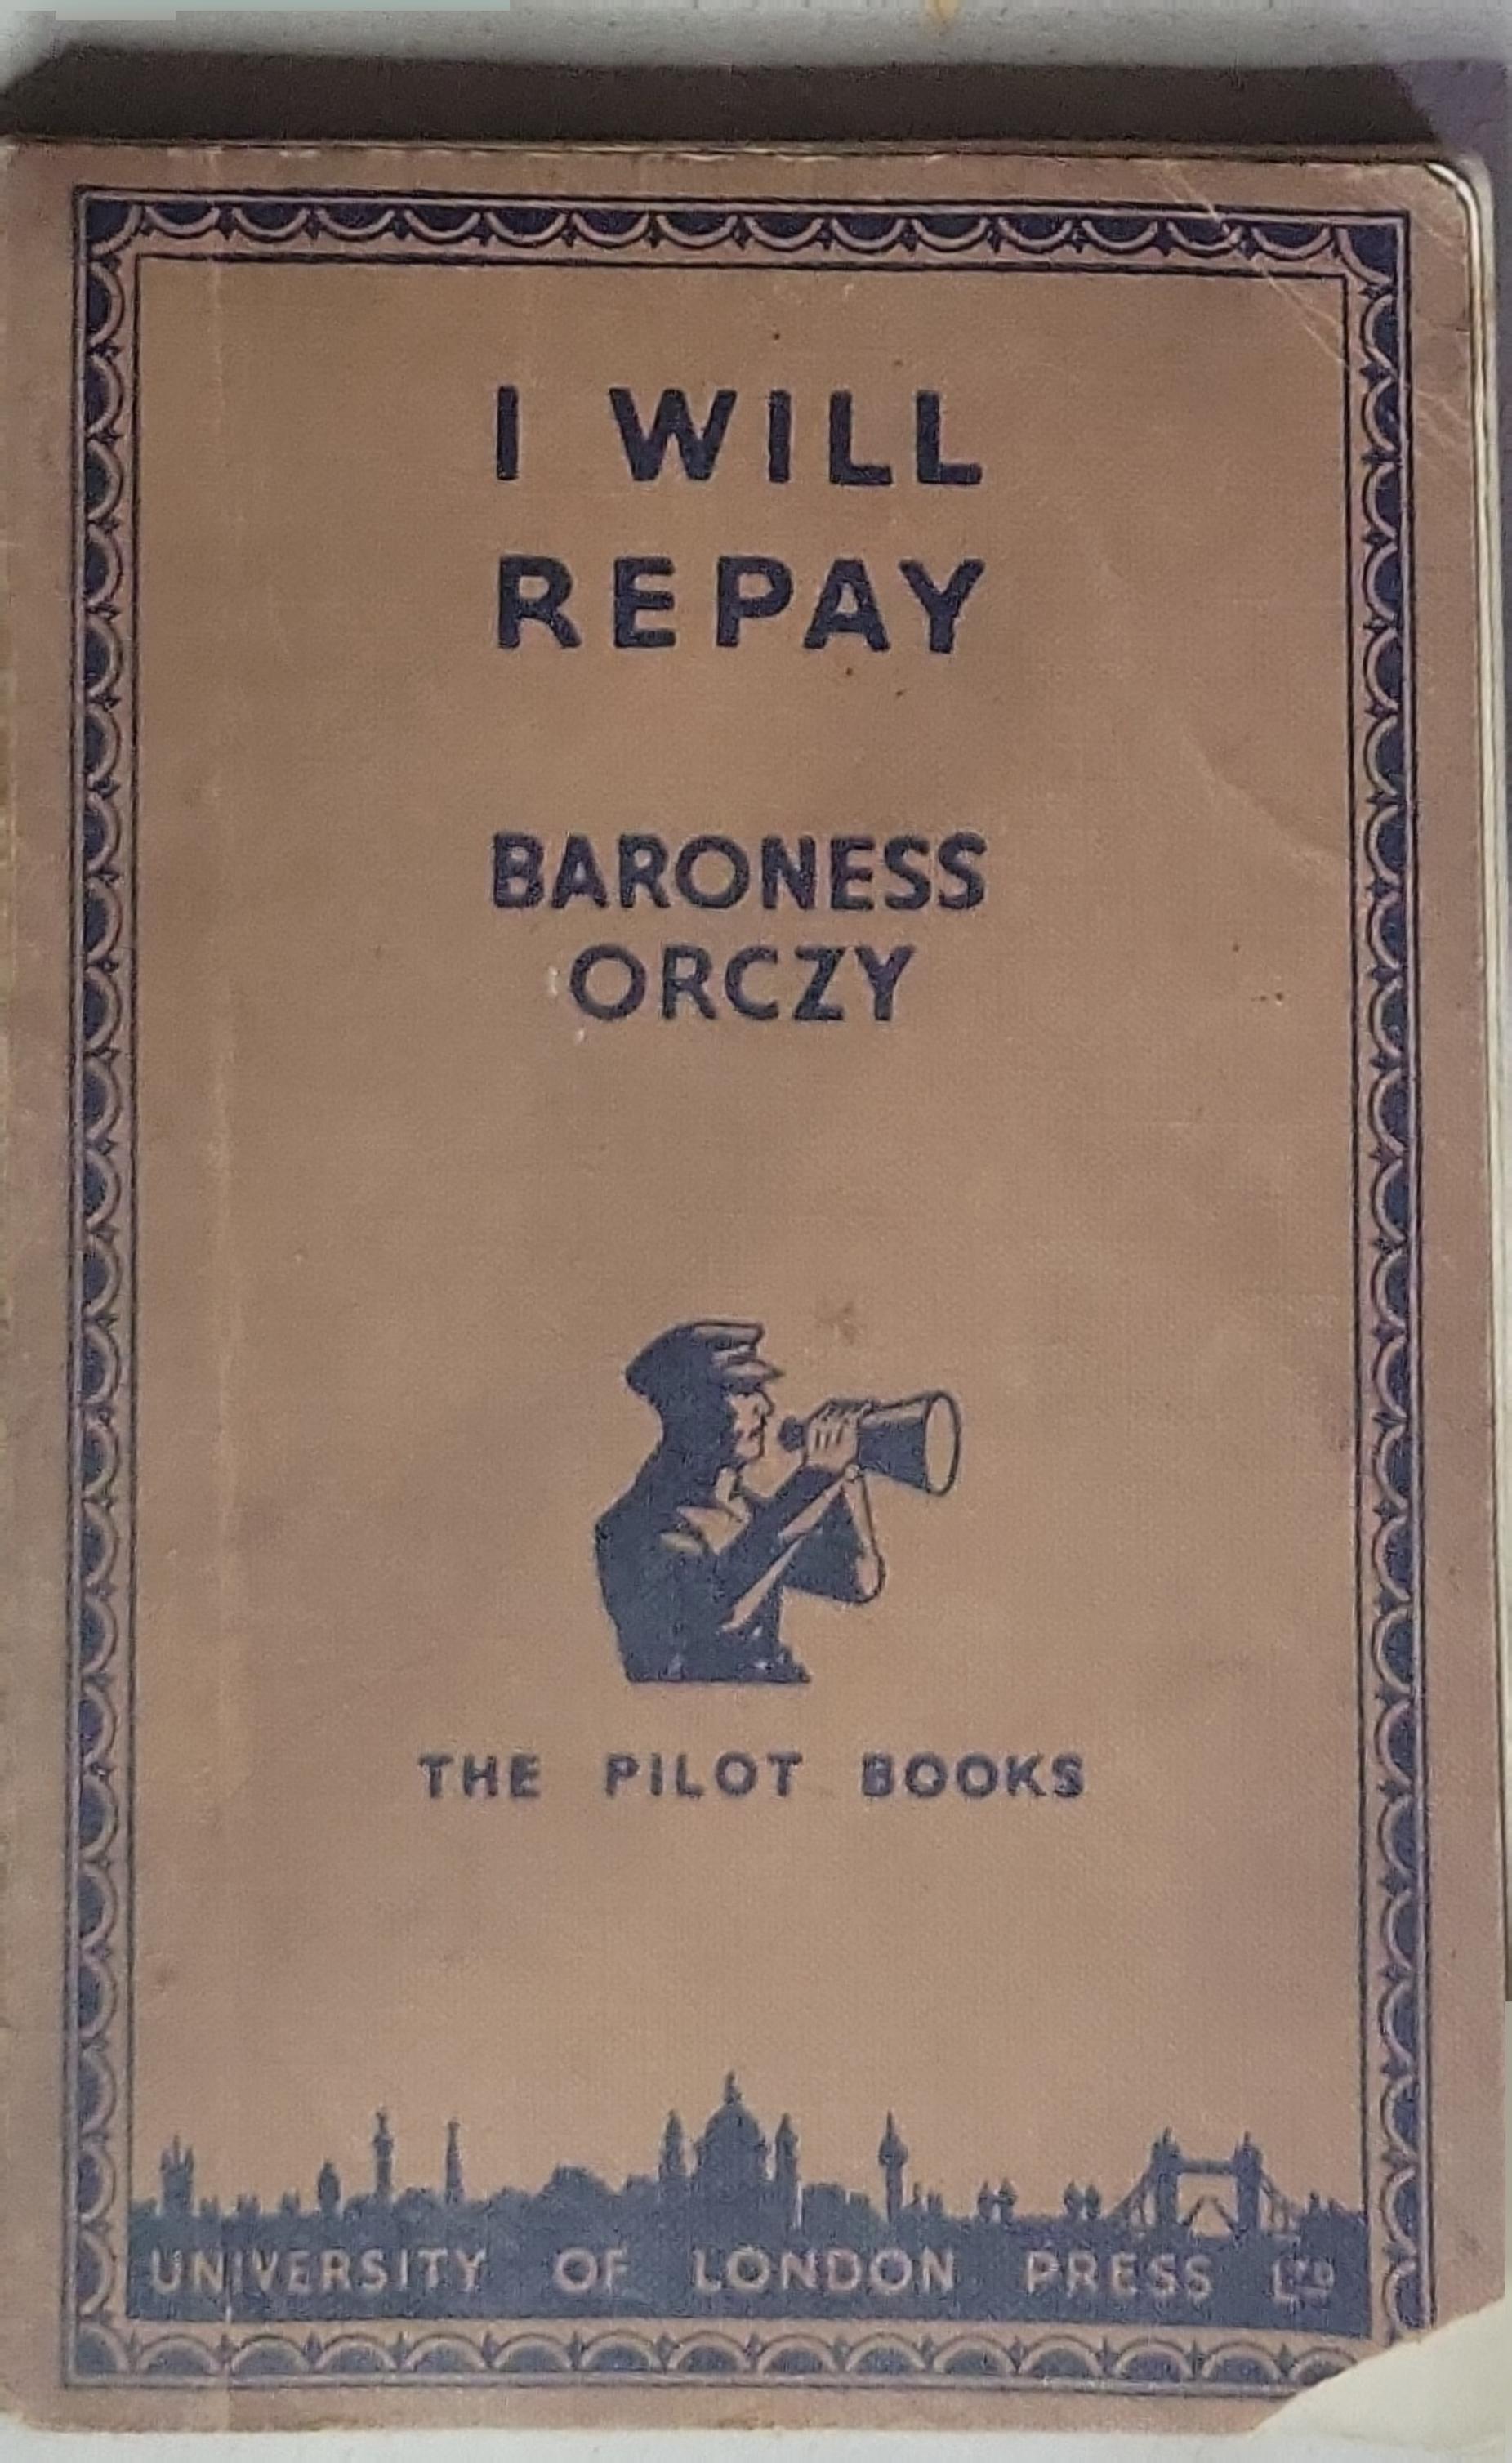 I WILL
REPAY
BARONESS
ORCZY
THE PILOT BOOKS
UNIVERSITY OF LONDON PRESS LTD